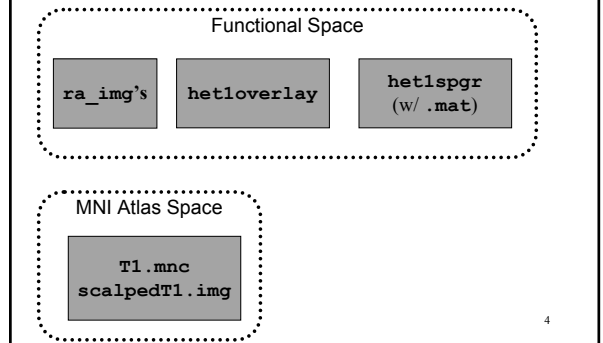 Functional Space
ra_img's
het1overlay
het1spgr
(w/ .mat)
MNI Atlas Space
T1.mnc
scalpedT1.img
4